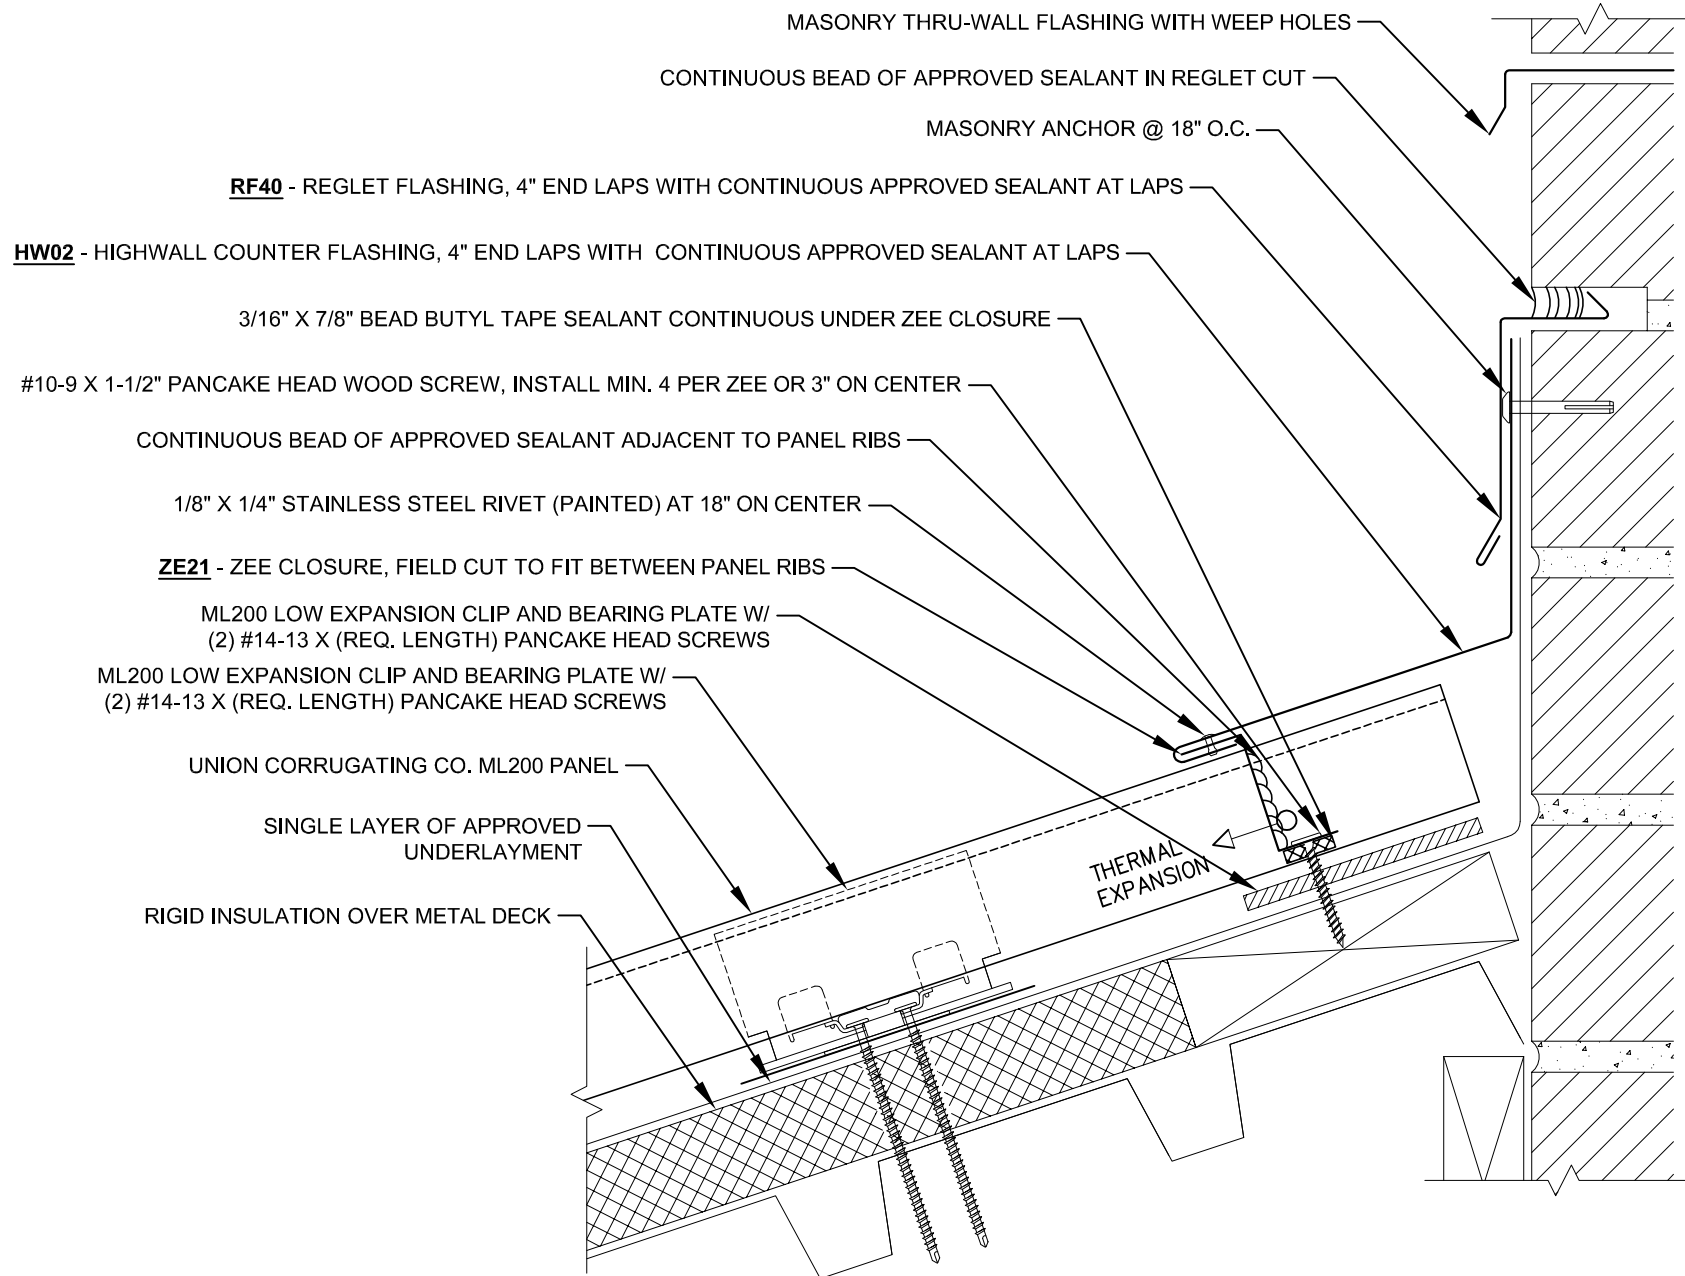 MASONRY THRU-WALL FLASHING WITH WEEP HOLES
CONTINUOUS BEAD OF APPROVED SEALANT IN REGLET CUT
MASONRY ANCHOR @ 18" O.C.
RF40 - REGLET FLASHING, 4" END LAPS WITH CONTINUOUS APPROVED SEALANT AT LAPS
HW02 - HIGHWALL COUNTER FLASHING, 4" END LAPS WITH CONTINUOUS APPROVED SEALANT AT LAPS
3/16" X 7/8" BEAD BUTYL TAPE SEALANT CONTINUOUS UNDER ZEE CLOSURE
#10-9 X 1-1/2" PANCAKE HEAD WOOD SCREW, INSTALL MIN. 4 PER ZEE OR 3" ON CENTER
CONTINUOUS BEAD OF APPROVED SEALANT ADJACENT TO PANEL RIBS
1/8" X 1/4" STAINLESS STEEL RIVET (PAINTED) AT 18" ON CENTER
ZE21 - ZEE CLOSURE, FIELD CUT TO FIT BETWEEN PANEL RIBS
ML200 LOW EXPANSION CLIP AND BEARING PLATE W/
(2) #14-13 X (REQ. LENGTH) PANCAKE HEAD SCREWS
ML200 LOW EXPANSION CLIP AND BEARING PLATE W/
(2) #14-13 X (REQ. LENGTH) PANCAKE HEAD SCREWS
UNION CORRUGATING CO. ML200 PANEL
SINGLE LAYER OF APPROVED
UNDERLAYMENT
RIGID INSULATION OVER METAL DECK
THERMAL
EXPANSION